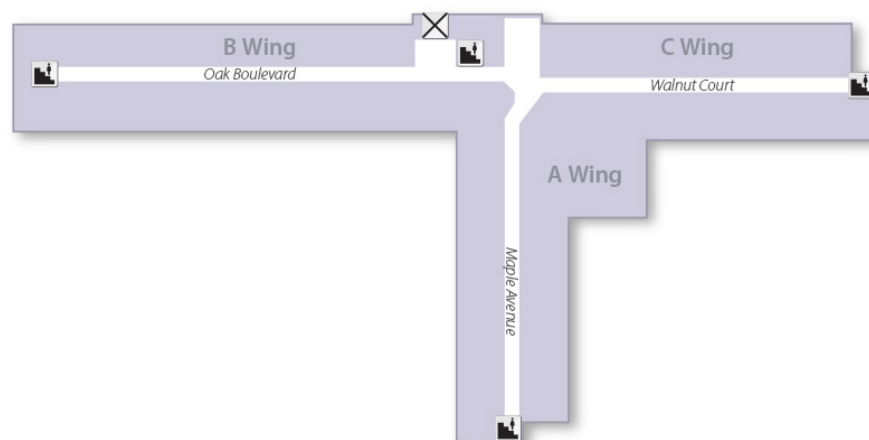 B Wing
C Wing
Oak Boulevard
Walnut Court
A Wing
Maple Avenue